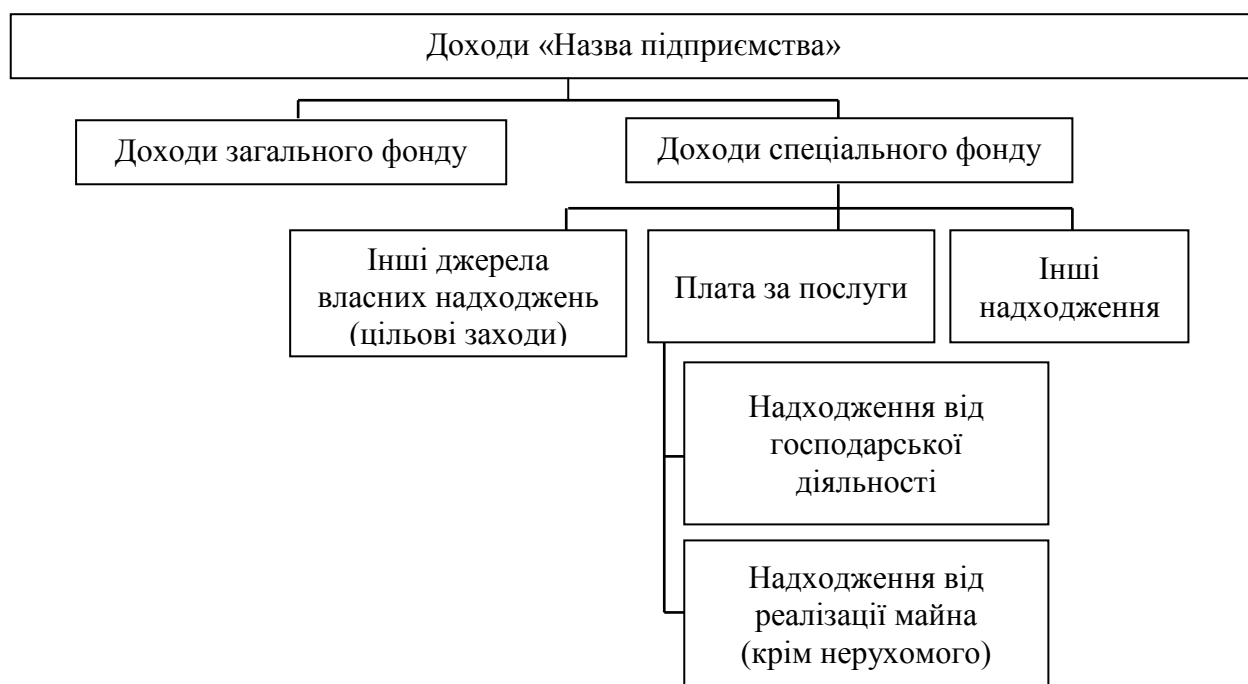 Доходи «Назва підприємства»
Доходи загального фонду
Доходи спеціального фонду
Інші джерела
власних надходжень
(цільові заходи)
Плата за послуги
Інші
надходження
Надходження від
господарської
діяльності
Надходження від
реалізації майна
(крім нерухомого)